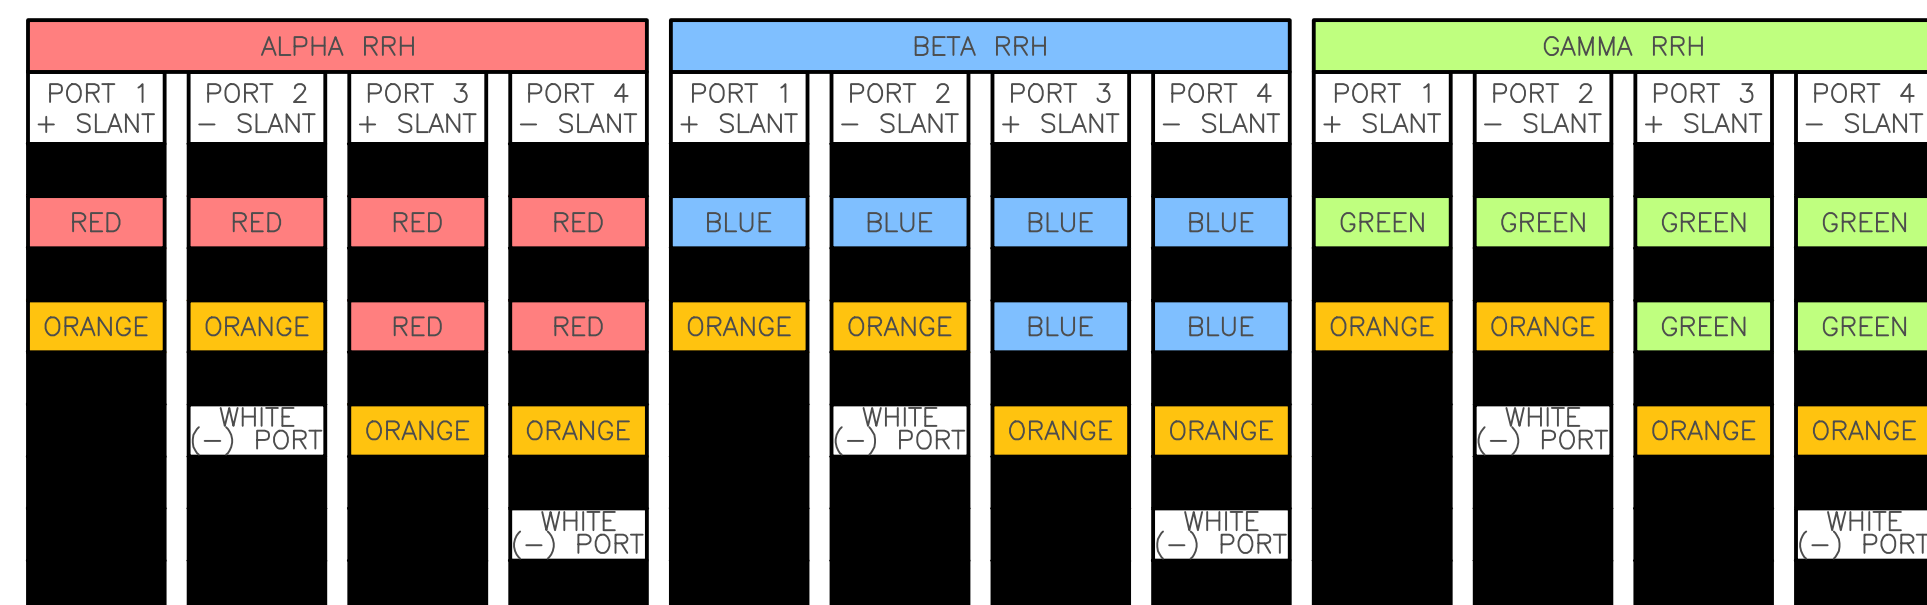 ALPHA RRH BETA RRH GAMMA RRH
PORT 1 PORT 2 PORT 3 PORT 4 PORT 1 PORT 2 PORT 3 PORT 4 PORT 1 PORT 2 PORT 3 PORT 4
+ SLANT − SLANT + SLANT − SLANT + SLANT − SLANT + SLANT − SLANT + SLANT − SLANT + SLANT − SLANT
RED RED RED RED BLUE BLUE BLUE BLUE GREEN GREEN GREEN GREEN
ORANGE ORANGE RED RED ORANGE ORANGE BLUE BLUE ORANGE ORANGE GREEN GREEN
WHITE WHITE WHITE
(−) PORT ORANGE ORANGE (−) PORT ORANGE ORANGE (−) PORT ORANGE ORANGE
WHITE WHITE WHITE
(−) PORT (−) PORT (−) PORT